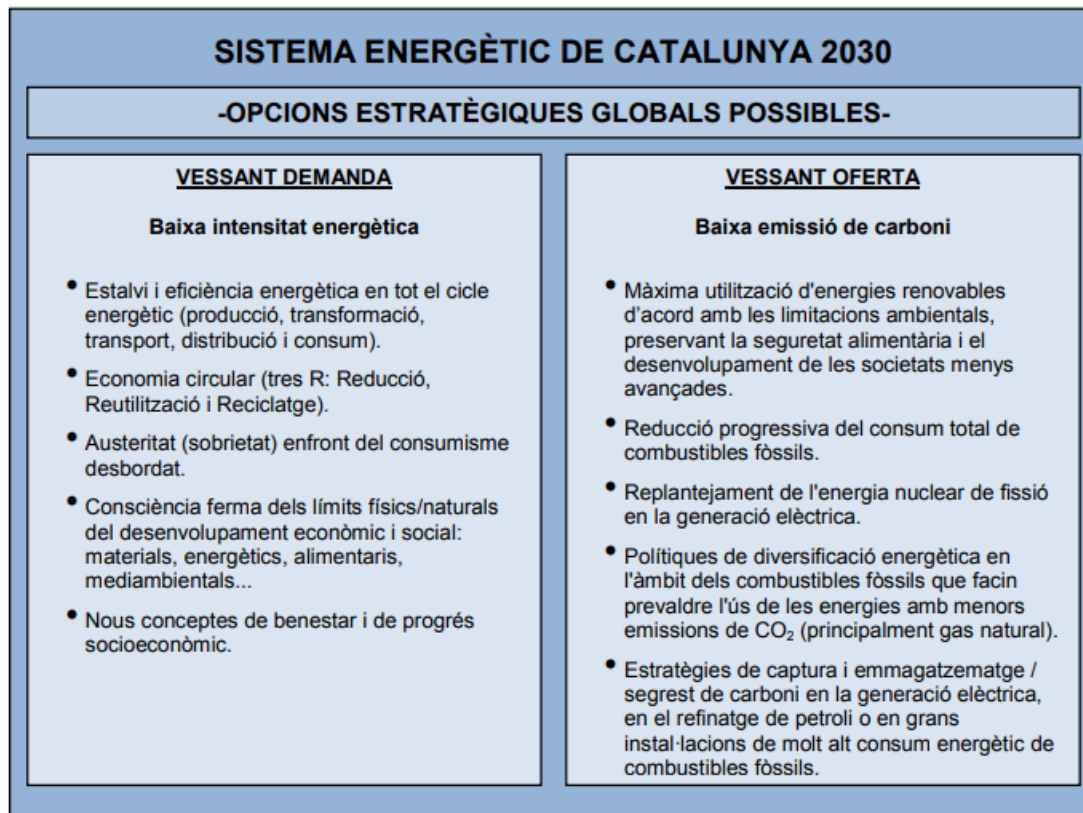 SISTEMA ENERGÈTIC DE CATALUNYA 2030
-OPCIONS ESTRATÈGIQUES GLOBALS POSSIBLES-
VESSANT DEMANDA
Baixa intensitat energètica
• Estalvi i eficiència energètica en tot el cicle
energètic (producció, transformació,
transport, distribució i consum).
• Economia circular (tres R: Reducció,
Reutilització i Reciclatge).
• Austeritat (sobrietat) enfront del consumisme
desbordat.
• Consciència ferma dels límits físics/naturals
del desenvolupament econòmic i social:
materials, energètics, alimentaris,
mediambientals...
• Nous conceptes de benestar i de progrés
socioeconòmic.
VESSANT OFERTA
Baixa emissió de carboni
• Màxima utilització d'energies renovables
d’acord amb les limitacions ambientals,
preservant la seguretat alimentària i el
desenvolupament de les societats menys
avançades.
• Reducció progressiva del consum total de
combustibles fòssils.
• Replantejament de l'energia nuclear de fissió
en la generació elèctrica.
• Polítiques de diversificació energètica en
l'àmbit dels combustibles fòssils que facin
prevaldre l'ús de les energies amb menors
emissions de CO₂ (principalment gas natural).
• Estratègies de captura i emmagatzematge /
segrest de carboni en la generació elèctrica,
en el refinatge de petroli o en grans
instal·lacions de molt alt consum energètic de
combustibles fòssils.